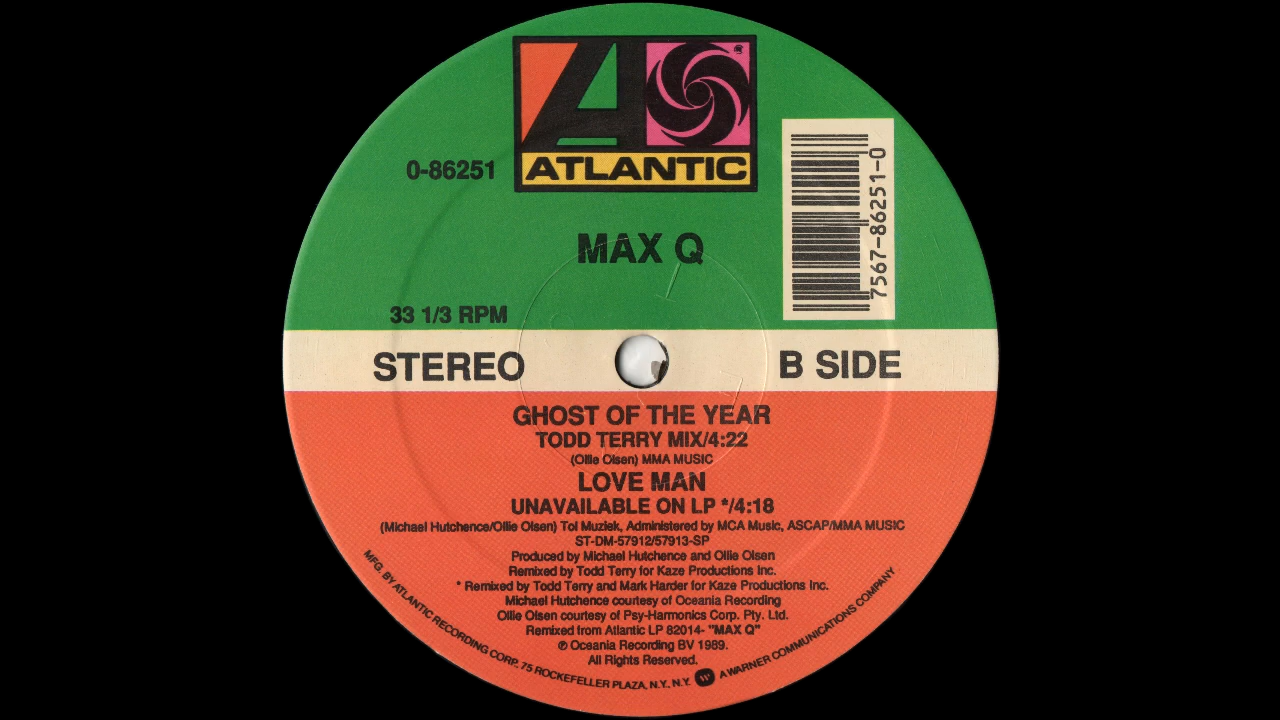 ATLANTIC
0-86251
7567-86251-0
MAX Q
33 1/3 RPM
STEREO
B SIDE
GHOST OF THE YEAR
TODD TERRY MIX/4:22
(Ollie Olsen) MMA MUSIC
LOVE MAN
UNAVAILABLE ON LP */4:18
(Michael Hutchence/Ollie Olsen) Tol Muziek, Administered by MCA Music, ASCAP/MMA MUSIC
ST-DM-57912/57913-SP
Produced by Michael Hutchence and Ollie Olsen
Remixed by Todd Terry for Kaze Productions Inc.
* Remixed by Todd Terry and Mark Harder for Kaze Productions Inc.
Michael Hutchence courtesy of Oceania Recording
Ollie Olsen courtesy of Psy-Harmonics Corp. Pty. Ltd.
Remixed from Atlantic LP 82014- "MAX Q"
℗ Oceania Recording BV 1989.
All Rights Reserved.
MFG. BY ATLANTIC RECORDING CORP., 75 ROCKEFELLER PLAZA, N.Y., N.Y. W A WARNER COMMUNICATIONS COMPANY